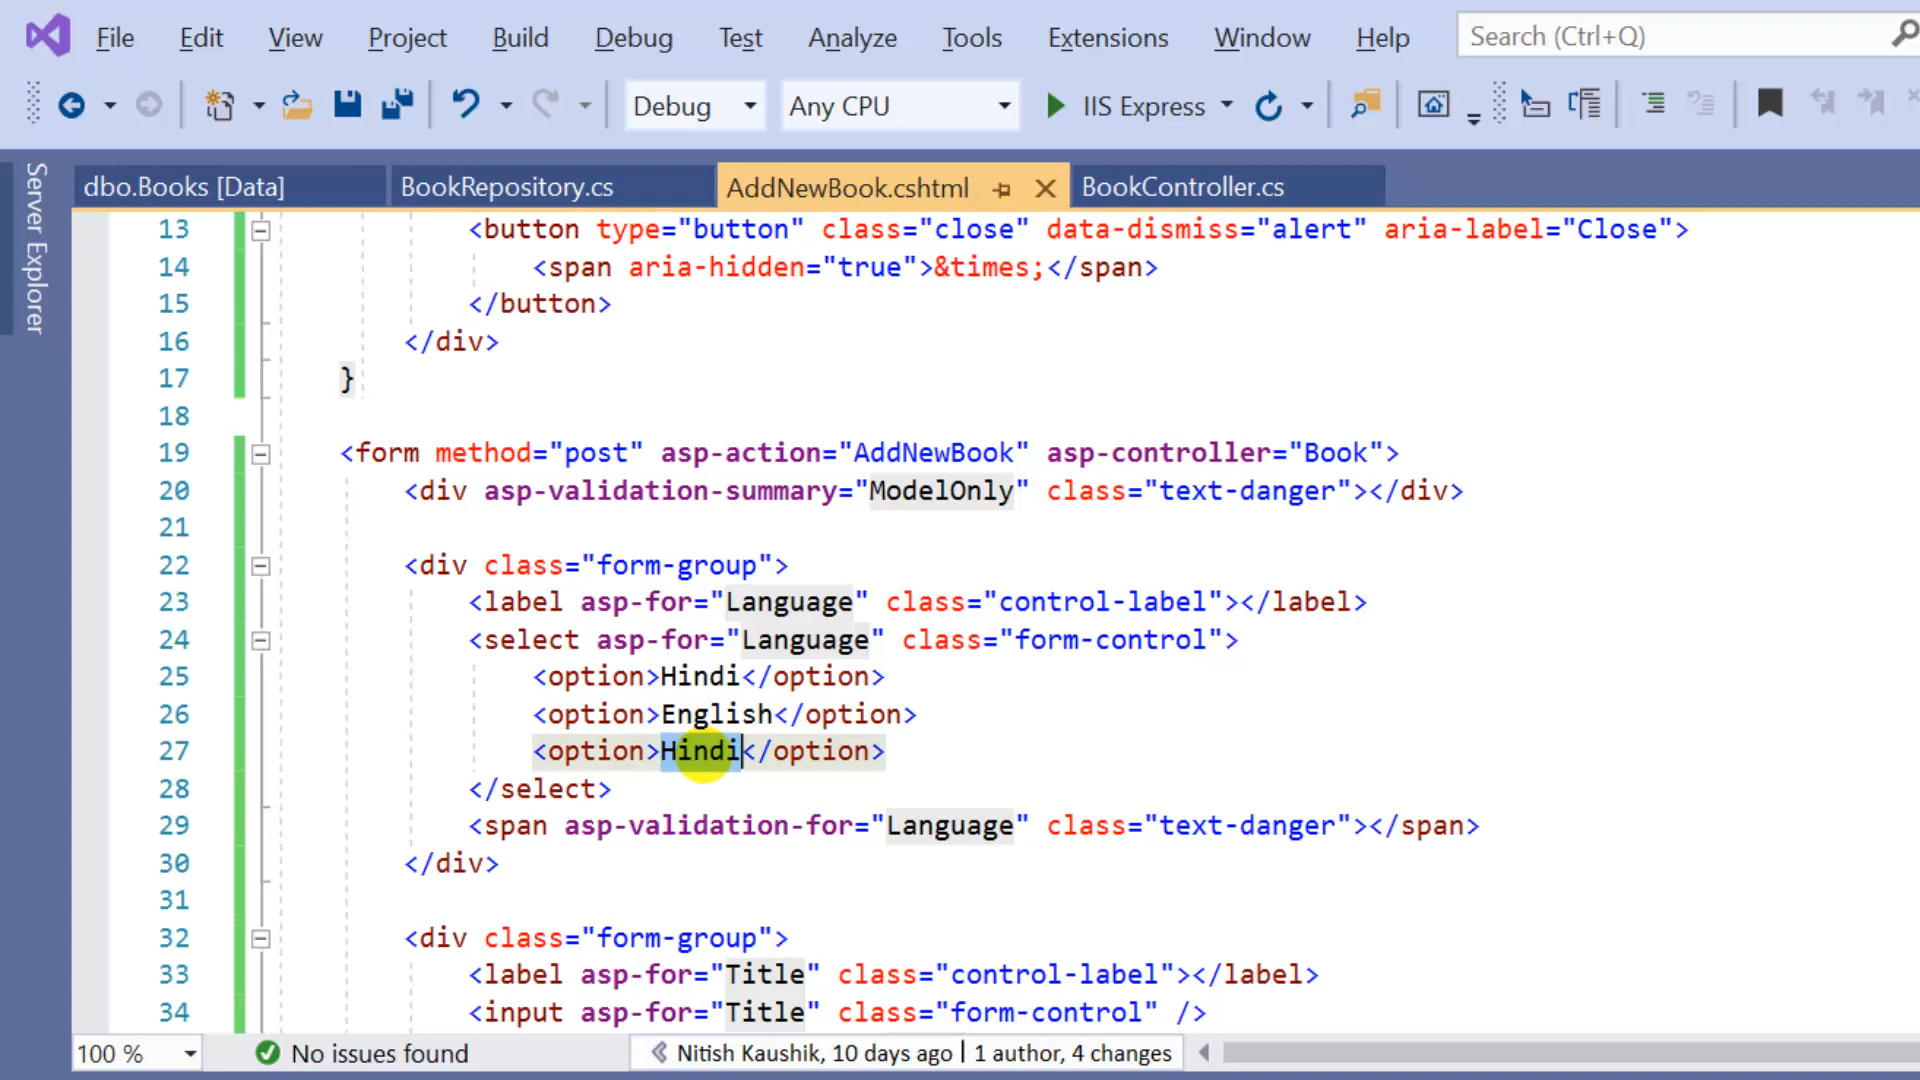 File Edit View Project Build Debug Test Analyze Tools Extensions Window Help Search (Ctrl+Q)
Debug Any CPU IIS Express
Server Explorer
dbo.Books [Data] BookRepository.cs AddNewBook.cshtml BookController.cs
13 <button type="button" class="close" data-dismiss="alert" aria-label="Close">
14 <span aria-hidden="true">&times;</span>
15 </button>
16 </div>
17 }
18
19 <form method="post" asp-action="AddNewBook" asp-controller="Book">
20 <div asp-validation-summary="ModelOnly" class="text-danger"></div>
21
22 <div class="form-group">
23 <label asp-for="Language" class="control-label"></label>
24 <select asp-for="Language" class="form-control">
25 <option>Hindi</option>
26 <option>English</option>
27 <option>Hindi</option>
28 </select>
29 <span asp-validation-for="Language" class="text-danger"></span>
30 </div>
31
32 <div class="form-group">
33 <label asp-for="Title" class="control-label"></label>
34 <input asp-for="Title" class="form-control" />
100 % No issues found Nitish Kaushik, 10 days ago | 1 author, 4 changes